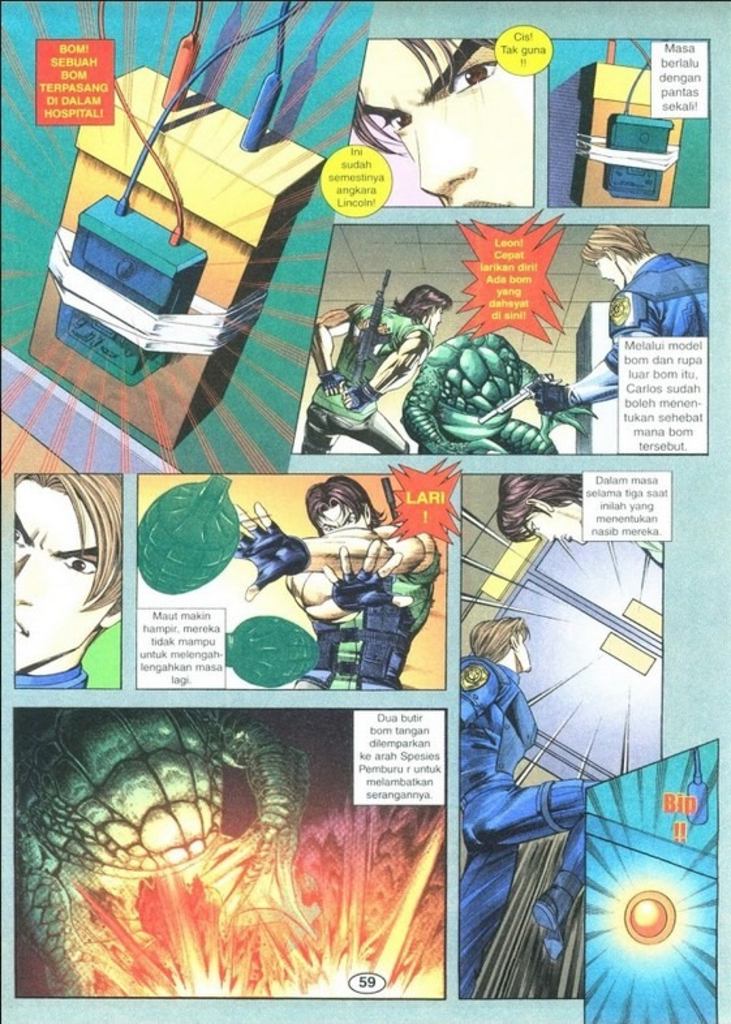 BOM!
SEBUAH
BOM
TERPASANG
DI DALAM
HOSPITAL!
Cis!
Tak guna
!!
Ini
sudah
semestinya
angkara
Lincoln!
Masa
berlalu
dengan
pantas
sekali!
Leon!
Cepat
larikan diri!
Ada bom
yang
dahsyat
di sini!
Melalui model
bom dan rupa
luar bom itu,
Carlos sudah
boleh menen-
tukan sehebat
mana bom
tersebut.
LARI
!
Maut makin
hampir, mereka
tidak mampu
untuk melengah-
lengahkan masa
lagi.
Dalam masa
selama tiga saat
inilah yang
menentukan
nasib mereka.
Dua butir
bom tangan
dilemparkan
ke arah Spesies
Pemburu r untuk
melambatkan
serangannya.
Bip
!!
59